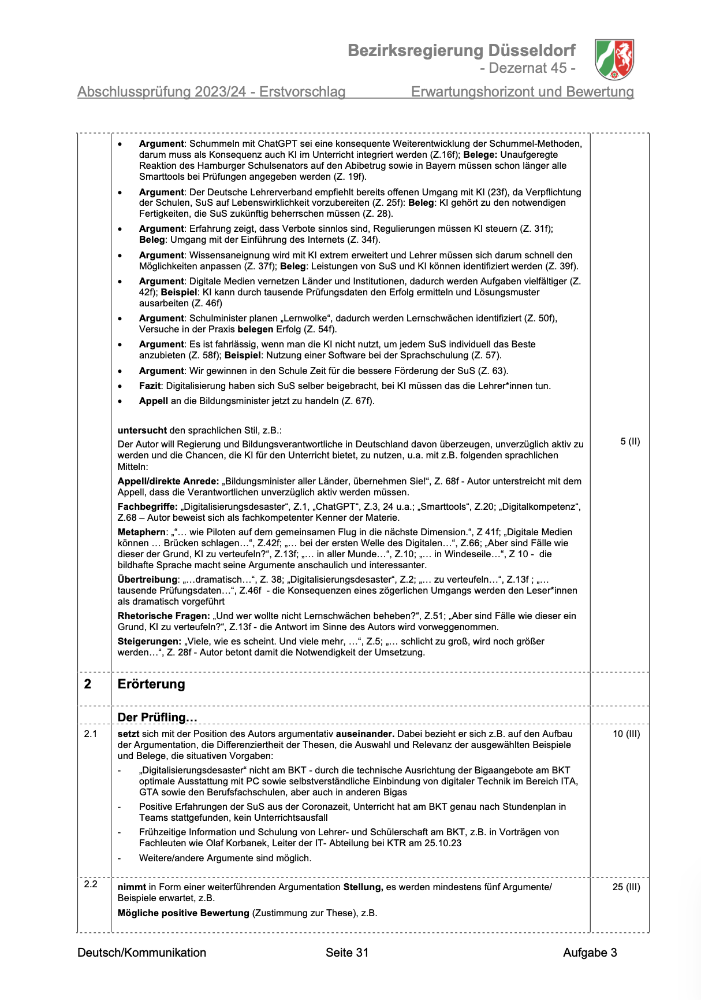 Bezirksregierung Düsseldorf
- Dezernat 45 -
Abschlussprüfung 2023/24 - Erstvorschlag Erwartungshorizont und Bewertung
• Argument: Schummeln mit ChatGPT sei eine konsequente Weiterentwicklung der Schummel-Methoden,
darum muss als Konsequenz auch KI im Unterricht integriert werden (Z.16f); Belege: Unaufgeregte
Reaktion des Hamburger Schulsenators auf den Abibetrug sowie in Bayern müssen schon länger alle
Smarttools bei Prüfungen angegeben werden (Z. 19f).
• Argument: Der Deutsche Lehrerverband empfiehlt bereits offenen Umgang mit KI (23f), da Verpflichtung
der Schulen, SuS auf Lebenswirklichkeit vorzubereiten (Z. 25f): Beleg: KI gehört zu den notwendigen
Fertigkeiten, die SuS zukünftig beherrschen müssen (Z. 28).
• Argument: Erfahrung zeigt, dass Verbote sinnlos sind, Regulierungen müssen KI steuern (Z. 31f);
Beleg: Umgang mit der Einführung des Internets (Z. 34f).
• Argument: Wissensaneignung wird mit KI extrem erweitert und Lehrer müssen sich darum schnell den
Möglichkeiten anpassen (Z. 37f); Beleg: Leistungen von SuS und KI können identifiziert werden (Z. 39f).
• Argument: Digitale Medien vernetzen Länder und Institutionen, dadurch werden Aufgaben vielfältiger (Z.
42f); Beispiel: KI kann durch tausende Prüfungsdaten den Erfolg ermitteln und Lösungsmuster
ausarbeiten (Z. 46f)
• Argument: Schulminister planen „Lernwolke“, dadurch werden Lernschwächen identifiziert (Z. 50f),
Versuche in der Praxis belegen Erfolg (Z. 54f).
• Argument: Es ist fahrlässig, wenn man die KI nicht nutzt, um jedem SuS individuell das Beste
anzubieten (Z. 58f); Beispiel: Nutzung einer Software bei der Sprachschulung (Z. 57).
• Argument: Wir gewinnen in den Schule Zeit für die bessere Förderung der SuS (Z. 63).
• Fazit: Digitalisierung haben sich SuS selber beigebracht, bei KI müssen das die Lehrer*innen tun.
• Appell an die Bildungsminister jetzt zu handeln (Z. 67f).
untersucht den sprachlichen Stil, z.B.:
Der Autor will Regierung und Bildungsverantwortliche in Deutschland davon überzeugen, unverzüglich aktiv zu 5 (II)
werden und die Chancen, die KI für den Unterricht bietet, zu nutzen, u.a. mit z.B. folgenden sprachlichen
Mitteln:
Appell/direkte Anrede: „Bildungsminister aller Länder, übernehmen Sie!“, Z. 68f - Autor unterstreicht mit dem
Appell, dass die Verantwortlichen unverzüglich aktiv werden müssen.
Fachbegriffe: „Digitalisierungsdesaster“, Z.1, „ChatGPT“, Z.3, 24 u.a.; „Smarttools“, Z.20; „Digitalkompetenz“,
Z.68 – Autor beweist sich als fachkompetenter Kenner der Materie.
Metaphern: „“… wie Piloten auf dem gemeinsamen Flug in die nächste Dimension.“, Z 41f; „Digitale Medien
können … Brücken schlagen…“, Z.42f; „… bei der ersten Welle des Digitalen…“, Z.66; „Aber sind Fälle wie
dieser der Grund, KI zu verteufeln?“, Z.13f; „… in aller Munde…“, Z.10; „… in Windeseile…“, Z 10 - die
bildhafte Sprache macht seine Argumente anschaulich und interessanter.
Übertreibung: „…dramatisch…“, Z. 38; „Digitalisierungsdesaster“, Z.2; „… zu verteufeln…“, Z.13f ; „…
tausende Prüfungsdaten…“, Z.46f - die Konsequenzen eines zögerlichen Umgangs werden den Leser*innen
als dramatisch vorgeführt
Rhetorische Fragen: „Und wer wollte nicht Lernschwächen beheben?“, Z.51; „Aber sind Fälle wie dieser ein
Grund, KI zu verteufeln?“, Z.13f - die Antwort im Sinne des Autors wird vorweggenommen.
Steigerungen: „Viele, wie es scheint. Und viele mehr, …“, Z.5; „… schlicht zu groß, wird noch größer
werden…“, Z. 28f - Autor betont damit die Notwendigkeit der Umsetzung.
2 Erörterung
Der Prüfling…
2.1 setzt sich mit der Position des Autors argumentativ auseinander. Dabei bezieht er sich z.B. auf den Aufbau 10 (III)
der Argumentation, die Differenziertheit der Thesen, die Auswahl und Relevanz der ausgewählten Beispiele
und Belege, die situativen Vorgaben:
- „Digitalisierungsdesaster“ nicht am BKT - durch die technische Ausrichtung der Bigaangebote am BKT
optimale Ausstattung mit PC sowie selbstverständliche Einbindung von digitaler Technik im Bereich ITA,
GTA sowie den Berufsfachschulen, aber auch in anderen Bigas
- Positive Erfahrungen der SuS aus der Coronazeit, Unterricht hat am BKT genau nach Stundenplan in
Teams stattgefunden, kein Unterrichtsausfall
- Frühzeitige Information und Schulung von Lehrer- und Schülerschaft am BKT, z.B. in Vorträgen von
Fachleuten wie Olaf Korbanek, Leiter der IT- Abteilung bei KTR am 25.10.23
- Weitere/andere Argumente sind möglich.
2.2 nimmt in Form einer weiterführenden Argumentation Stellung, es werden mindestens fünf Argumente/ 25 (III)
Beispiele erwartet, z.B.
Mögliche positive Bewertung (Zustimmung zur These), z.B.
Deutsch/Kommunikation Seite 31 Aufgabe 3